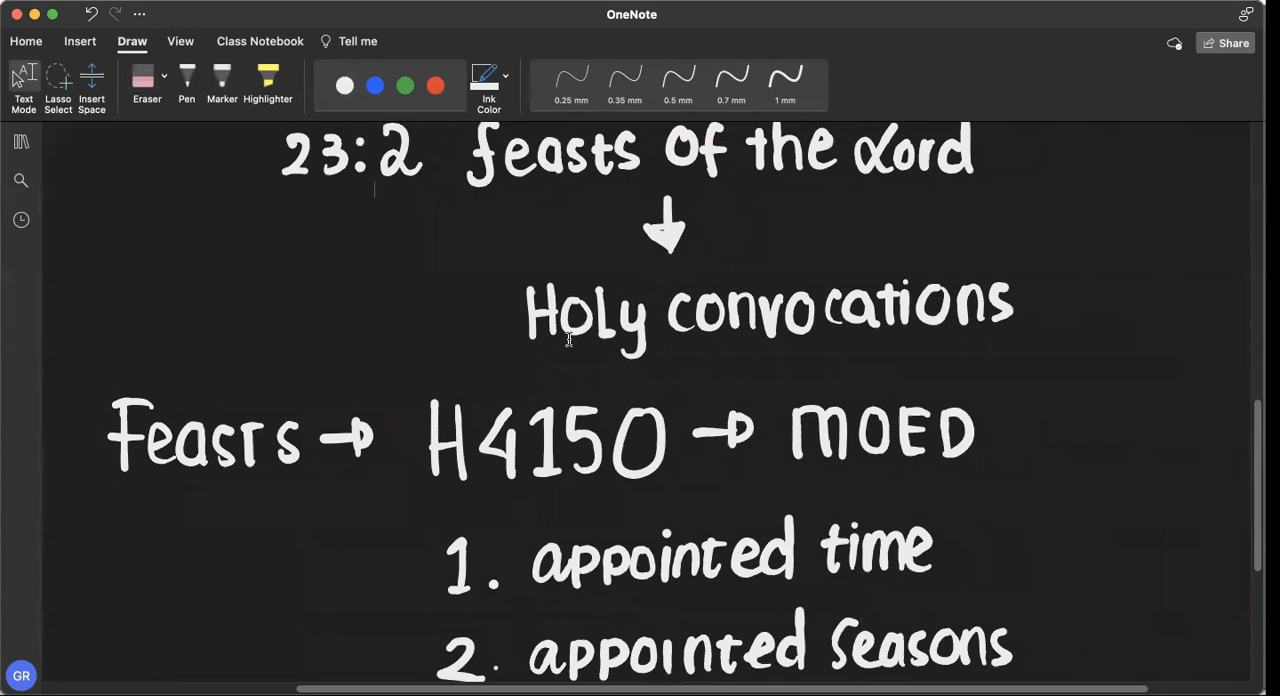 OneNote
Home Insert Draw View Class Notebook Tell me
Share
Text Mode
Lasso Select
Insert Space
Eraser
Pen
Marker
Highlighter
Ink Color
0.25 mm 0.35 mm 0.5 mm 0.7 mm 1 mm
23:2 feasts of the Lord
Holy convocations
Feasts → H4150 → MOED
1. appointed time
2. appointed seasons
GR